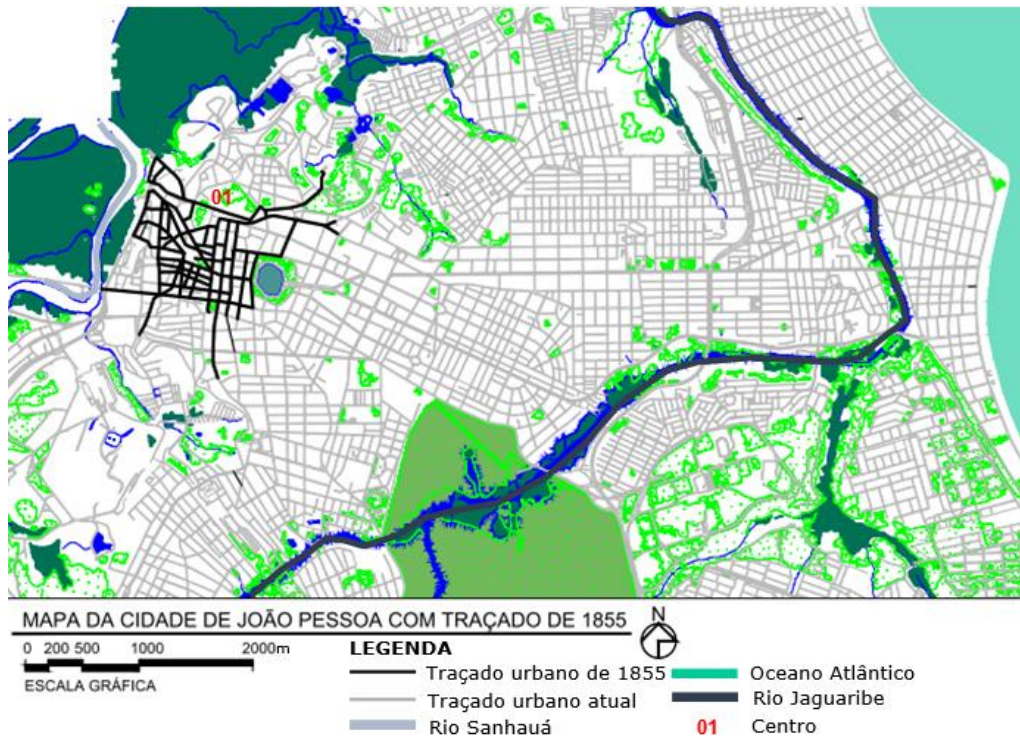 01
MAPA DA CIDADE DE JOÃO PESSOA COM TRAÇADO DE 1855
N
0 200 500 1000 2000m
ESCALA GRÁFICA
LEGENDA
Traçado urbano de 1855
Traçado urbano atual
Rio Sanhauá
Oceano Atlântico
Rio Jaguaribe
01 Centro